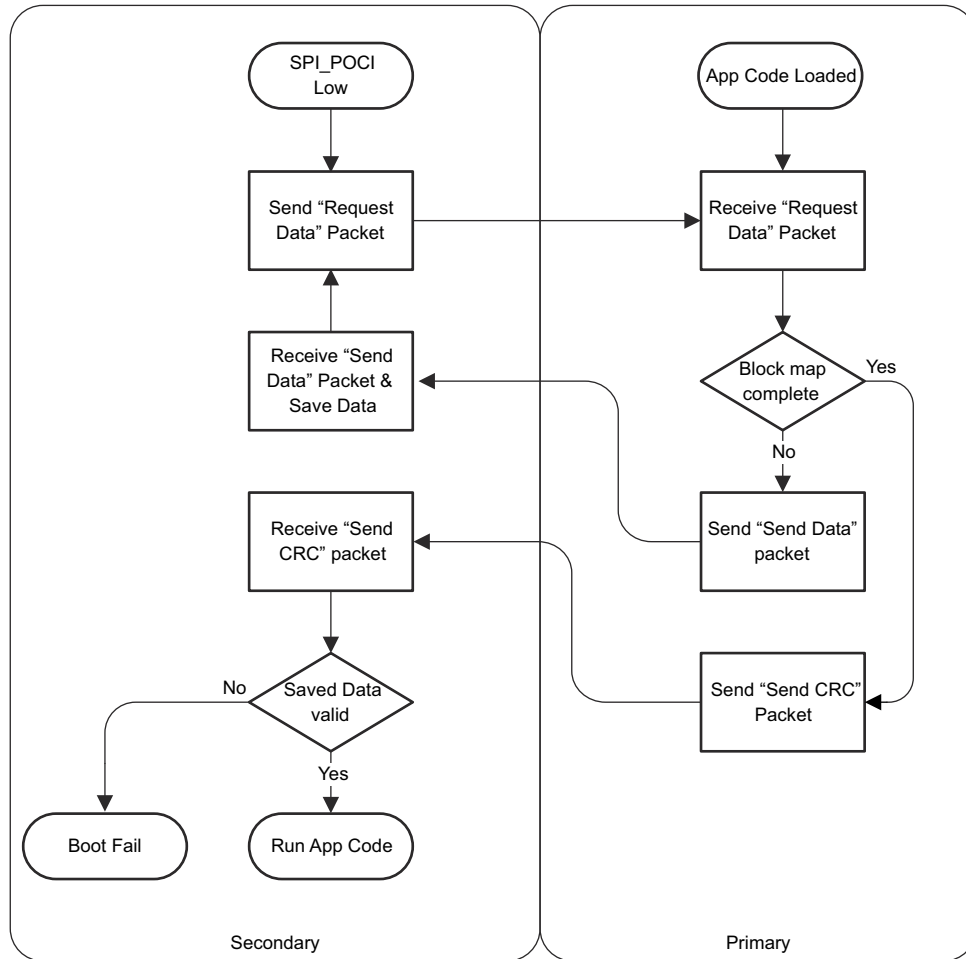 SPI_POCI
Low
App Code Loaded
Send “Request
Data” Packet
Receive “Request
Data” Packet
Receive “Send
Data” Packet &
Save Data
Block map
complete
Yes
No
Receive “Send
CRC” packet
Send “Send Data”
packet
No
Saved Data
valid
Send “Send CRC”
Packet
Yes
Boot Fail
Run App Code
Secondary
Primary